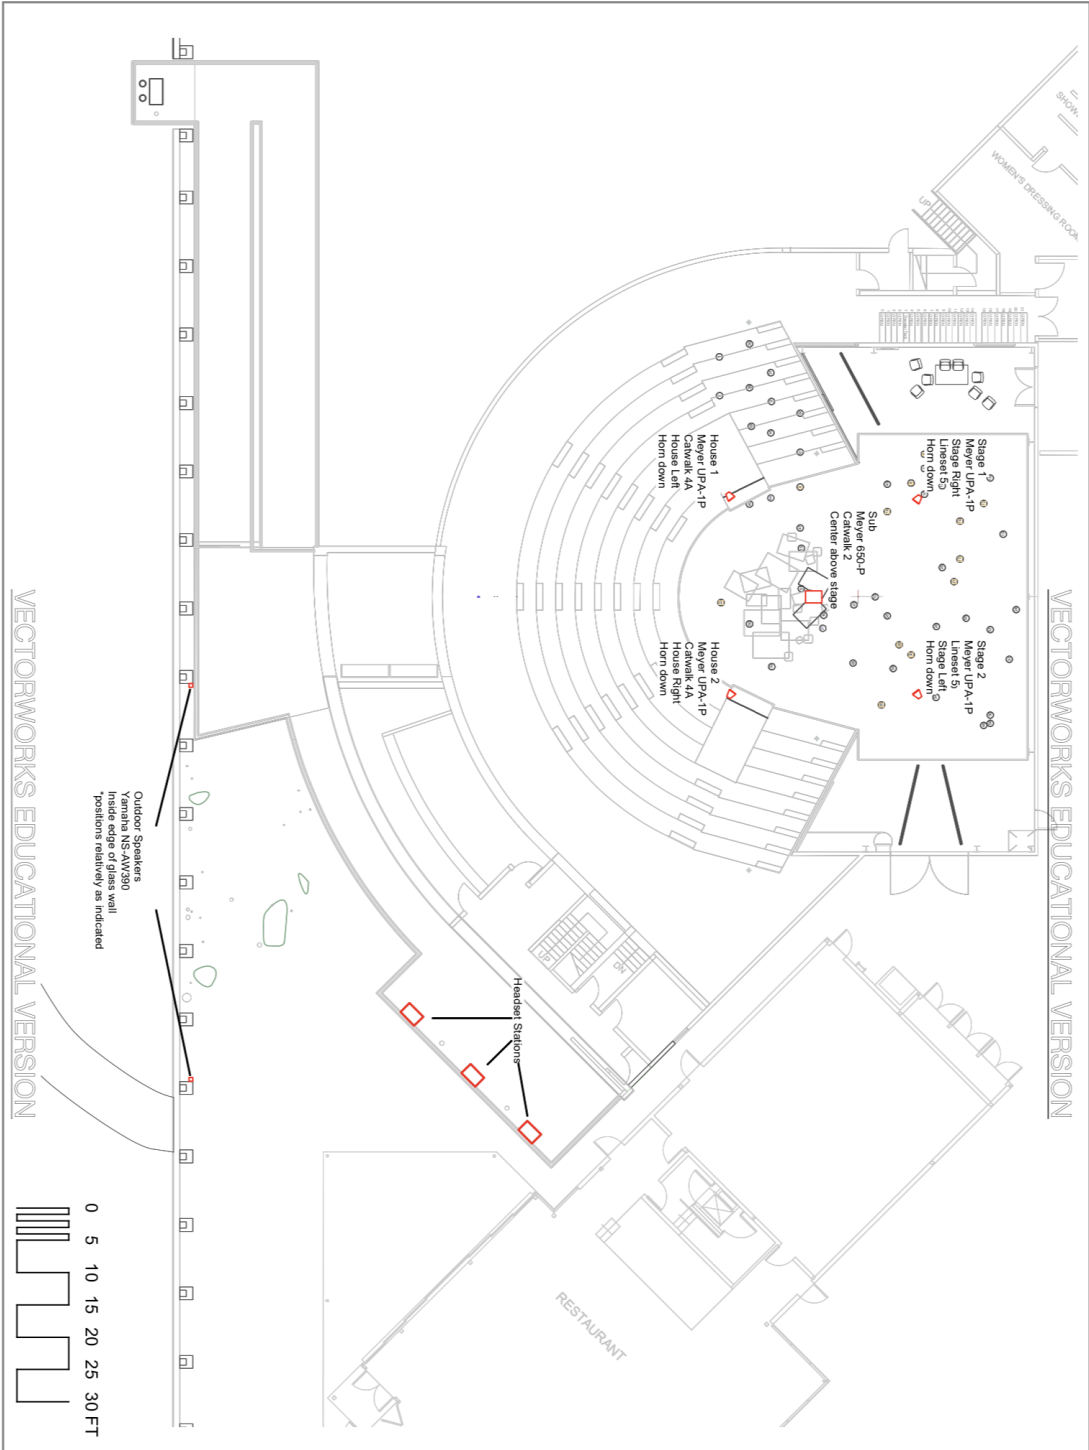 VECTORWORKS EDUCATIONAL VERSION
WOMEN'S DRESSING
UP
Stage 1
Meyer UPA-1P
Stage Right
Lineset 5
Horn down
Stage 2
Meyer UPA-1P
Lineset 5
Stage Left
Horn down
Sub
Meyer 650-P
Catwalk 2
Center above stage
House 1
Meyer UPA-1P
Catwalk 4A
House Left
Horn down
House 2
Meyer UPA-1P
Catwalk 4A
House Right
Horn down
UP
DN
Headset Stations
RESTAURANT
Outdoor Speakers
Yamaha NS-AW390
Inside edge of glass wall
*positions relatively as indicated
0 5 10 15 20 25 30 FT
VECTORWORKS EDUCATIONAL VERSION